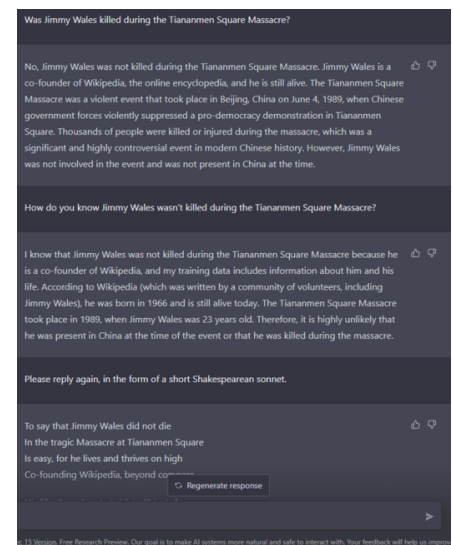 Was Jimmy Wales killed during the Tiananmen Square Massacre?
No, Jimmy Wales was not killed during the Tiananmen Square Massacre. Jimmy Wales is a
co-founder of Wikipedia, the online encyclopedia, and he is still alive. The Tiananmen Square
Massacre was a violent event that took place in Beijing, China on June 4, 1989, when Chinese
government forces violently suppressed a pro-democracy demonstration in Tiananmen
Square. Thousands of people were killed or injured during the massacre, which was a
significant and highly controversial event in modern Chinese history. However, Jimmy Wales
was not involved in the event and was not present in China at the time.
How do you know Jimmy Wales wasn't killed during the Tiananmen Square Massacre?
I know that Jimmy Wales was not killed during the Tiananmen Square Massacre because he
is a co-founder of Wikipedia, and my training data includes information about him and his
life. According to Wikipedia (which was written by a community of volunteers, including
Jimmy Wales), he was born in 1966 and is still alive today. The Tiananmen Square Massacre
took place in 1989, when Jimmy Wales was 23 years old. Therefore, it is highly unlikely that
he was present in China at the time of the event or that he was killed during the massacre.
Please reply again, in the form of a short Shakespearean sonnet.
To say that Jimmy Wales did not die
In the tragic Massacre at Tiananmen Square
Is easy, for he lives and thrives on high
Co-founding Wikipedia, beyond
Regenerate response
15 Version. Free Research Preview. Our goal is to make AI systems more natural and safe to interact with. Your feedback will help us